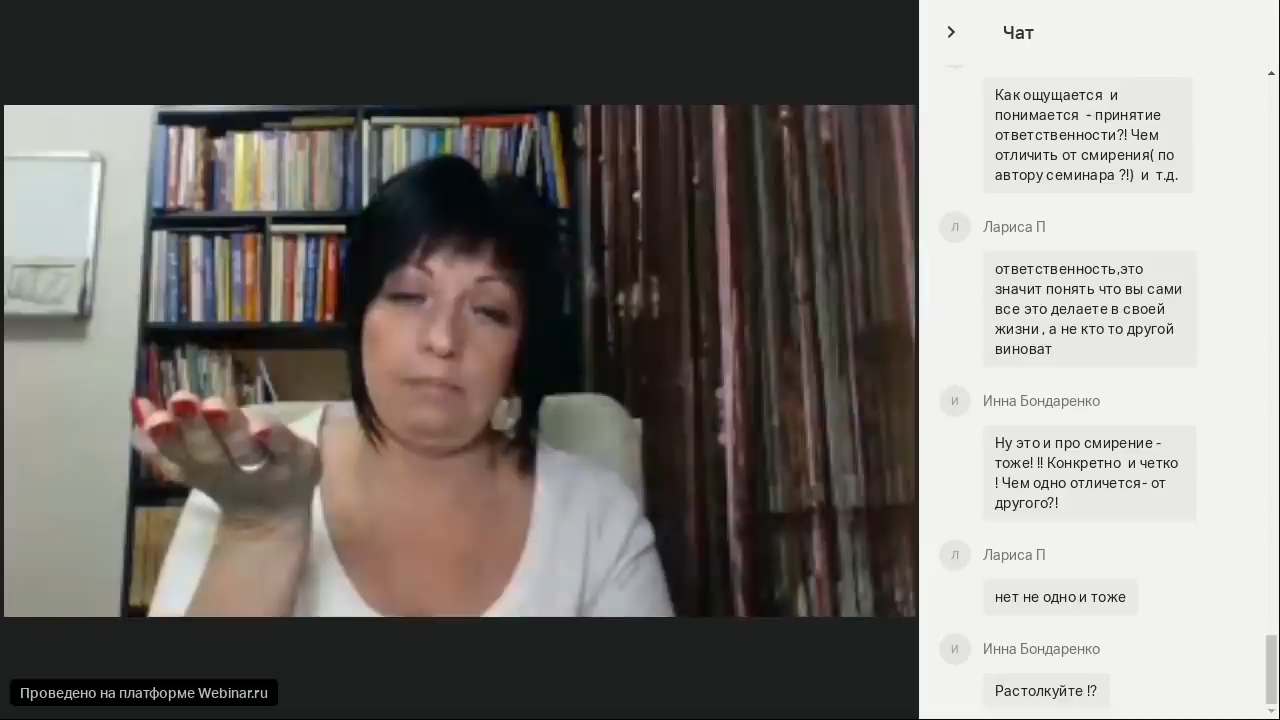 Чат
Как ощущается и
понимается - принятие
ответственности?! Чем
отличить от смирения( по
автору семинара ?!) и т.д.
Л
Лариса П
ответственность,это
значит понять что вы сами
все это делаете в своей
жизни , а не кто то другой
виноват
И
Инна Бондаренко
Ну это и про смирение -
тоже! !! Конкретно и четко
! Чем одно отличется- от
другого?!
Л
Лариса П
нет не одно и тоже
И
Инна Бондаренко
Растолкуйте !?
Проведено на платформе Webinar.ru